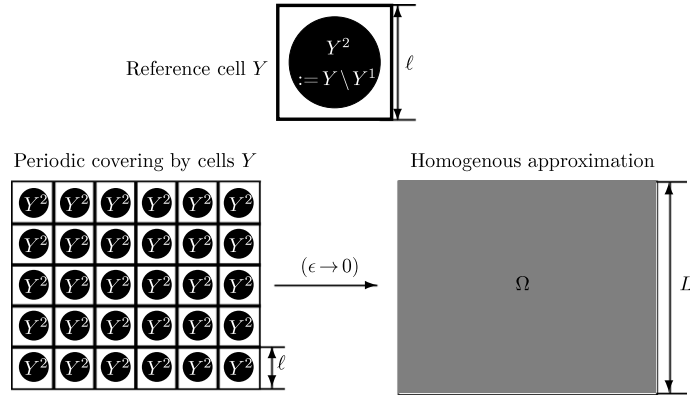 Y²
Reference cell Y
:= Y \ Y¹
ℓ
Periodic covering by cells Y
Homogenous approximation
Y² Y² Y² Y² Y² Y²
Y² Y² Y² Y² Y² Y²
(ϵ→0)
Y² Y² Y² Y² Y² Y²
Ω
L
Y² Y² Y² Y² Y² Y²
Y² Y² Y² Y² Y² Y²
ℓ